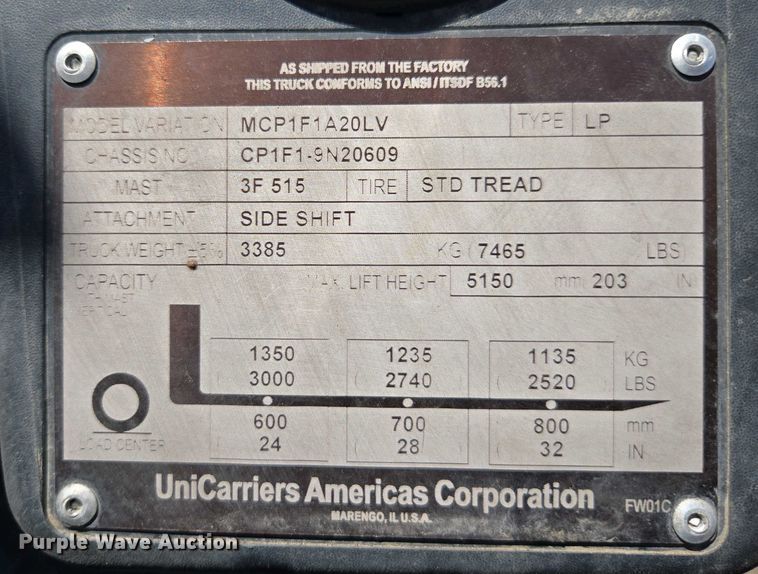 AS SHIPPED FROM THE FACTORY
THIS TRUCK CONFORMS TO ANSI / ITSDF B56.1
MODEL VARIATION MCP1F1A20LV TYPE LP
CHASSIS NO CP1F1-9N20609
MAST 3F 515 TIRE STD TREAD
ATTACHMENT SIDE SHIFT
TRUCK WEIGHT ±5% 3385 KG ( 7465 LBS
CAPACITY MAX. LIFT HEIGHT 5150 mm 203 IN
VERTICAL
1350 1235 1135 KG
( 3000 ( 2740 ) ( 2520 ) LBS
600 700 800 mm
LOAD CENTER 24 28 32 IN
UniCarriers Americas Corporation
MARENGO, IL U.S.A.
FW01C
Purple Wave Auction